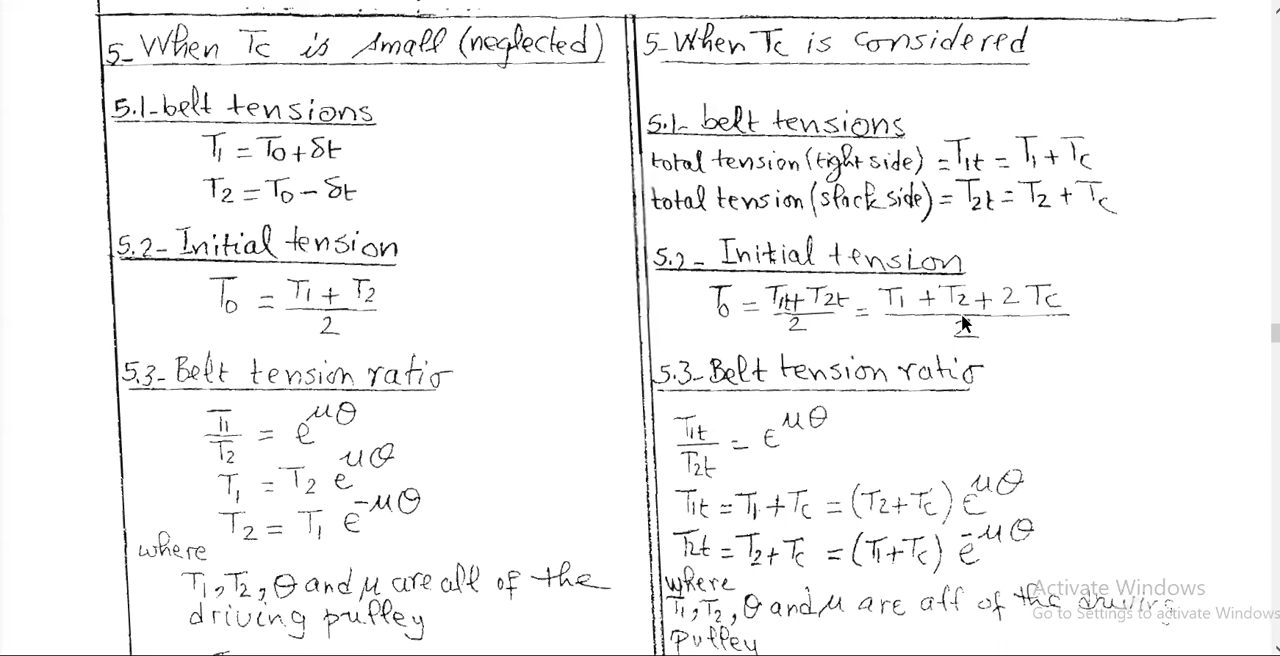 5- When Tc is small (neglected)
5.1- belt tensions
T1 = To + δt
T2 = To - δt
5.2- Initial tension
To = (T1 + T2)/2
5.3- Belt tension ratio
T1/T2 = e^μθ
T1 = T2 e^μθ
T2 = T1 e^-μθ
where
T1, T2, θ and μ are all of the
driving pulley
5- When Tc is considered
5.1- belt tensions
total tension (tight side) = T1t = T1 + Tc
total tension (slack side) = T2t = T2 + Tc
5.2- Initial tension
To = (T1t + T2t)/2 = (T1 + T2 + 2Tc)/2
5.3- Belt tension ratio
T1t/T2t = e^μθ
T1t = T1 + Tc = (T2 + Tc) e^μθ
T2t = T2 + Tc = (T1 + Tc) e^-μθ
where
T1, T2, θ and μ are all of the driving
pulley
Activate Windows
Go to Settings to activate Windows